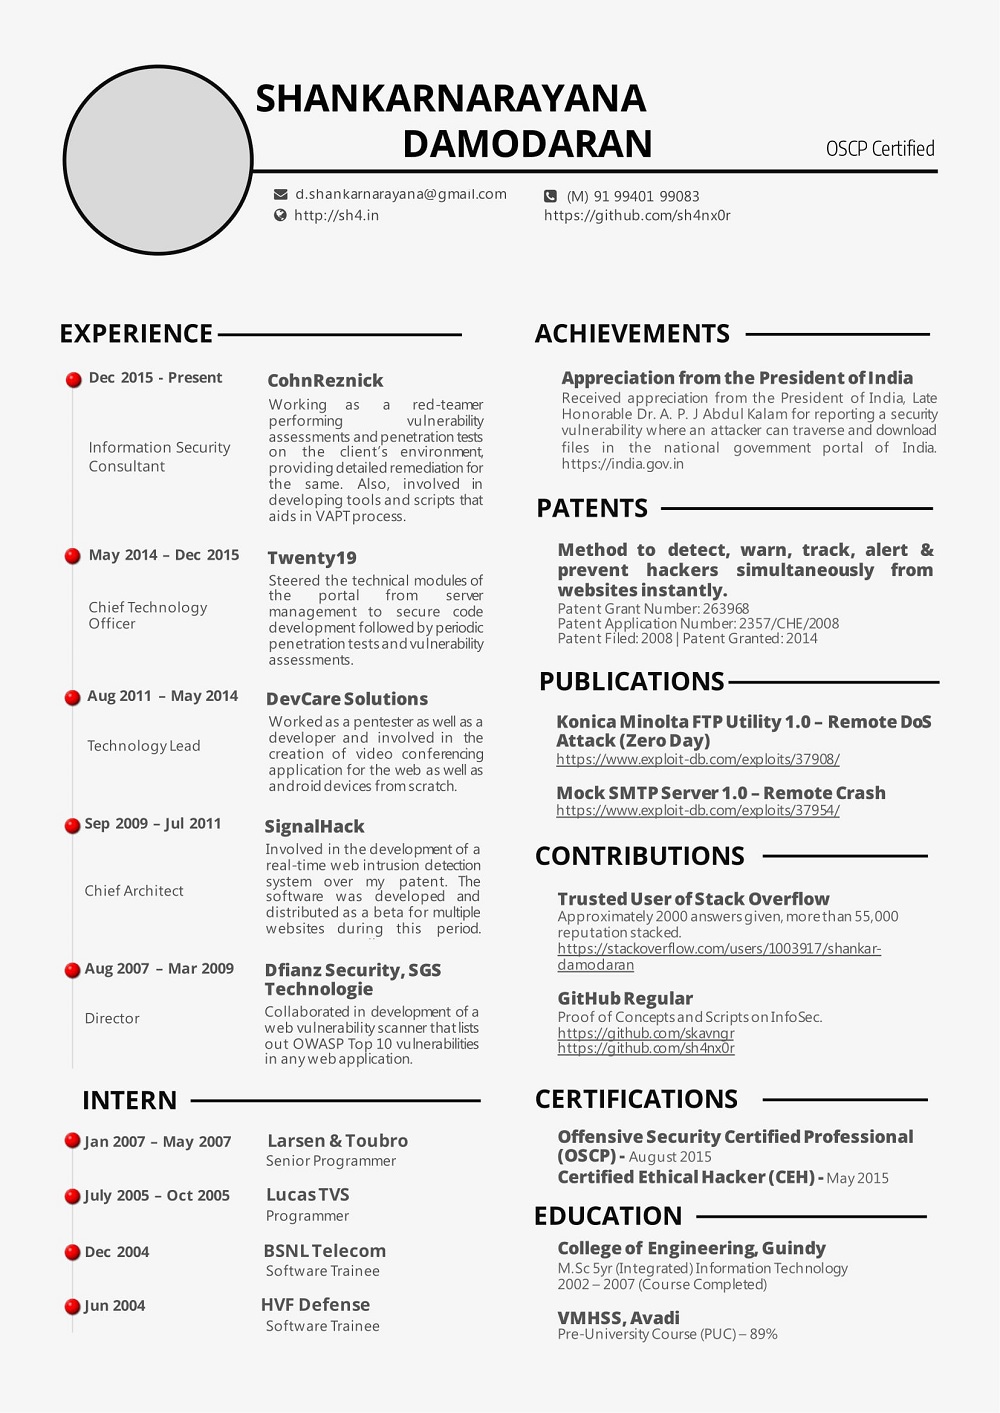 SHANKARNARAYANA
DAMODARAN
OSCP Certified
d.shankarnarayana@gmail.com
(M) 91 99401 99083
http://sh4.in
https://github.com/sh4nx0r
EXPERIENCE
Dec 2015 - Present
CohnReznick
Information Security
Consultant
Working as a red-teamer
performing vulnerability
assessments and penetration tests
on the client's environment,
providing detailed remediation for
the same. Also, involved in
developing tools and scripts that
aids in VAPT process.
May 2014 – Dec 2015
Twenty19
Chief Technology
Officer
Steered the technical modules of
the portal from server
management to secure code
development followed by periodic
penetration tests and vulnerability
assessments.
Aug 2011 – May 2014
DevCare Solutions
Technology Lead
Worked as a pentester as well as a
developer and involved in the
creation of video conferencing
application for the web as well as
android devices from scratch.
Sep 2009 – Jul 2011
SignalHack
Chief Architect
Involved in the development of a
real-time web intrusion detection
system over my patent. The
software was developed and
distributed as a beta for multiple
websites during this period.
Aug 2007 – Mar 2009
Dfianz Security, SGS
Technologie
Director
Collaborated in development of a
web vulnerability scanner that lists
out OWASP Top 10 vulnerabilities
in any web application.
INTERN
Jan 2007 – May 2007
Larsen & Toubro
Senior Programmer
July 2005 – Oct 2005
Lucas TVS
Programmer
Dec 2004
BSNL Telecom
Software Trainee
Jun 2004
HVF Defense
Software Trainee
ACHIEVEMENTS
Appreciation from the President of India
Received appreciation from the President of India, Late
Honorable Dr. A. P. J Abdul Kalam for reporting a security
vulnerability where an attacker can traverse and download
files in the national government portal of India.
https://india.gov.in
PATENTS
Method to detect, warn, track, alert &
prevent hackers simultaneously from
websites instantly.
Patent Grant Number: 263968
Patent Application Number: 2357/CHE/2008
Patent Filed: 2008 | Patent Granted: 2014
PUBLICATIONS
Konica Minolta FTP Utility 1.0 – Remote DoS
Attack (Zero Day)
https://www.exploit-db.com/exploits/37908/
Mock SMTP Server 1.0 – Remote Crash
https://www.exploit-db.com/exploits/37954/
CONTRIBUTIONS
Trusted User of Stack Overflow
Approximately 2000 answers given, more than 55,000
reputation stacked.
https://stackoverflow.com/users/1003917/shankar-
damodaran
GitHub Regular
Proof of Concepts and Scripts on InfoSec.
https://github.com/skavngr
https://github.com/sh4nx0r
CERTIFICATIONS
Offensive Security Certified Professional
(OSCP) - August 2015
Certified Ethical Hacker (CEH) - May 2015
EDUCATION
College of Engineering, Guindy
M.Sc 5yr (Integrated) Information Technology
2002 – 2007 (Course Completed)
VMHSS, Avadi
Pre-University Course (PUC) – 89%